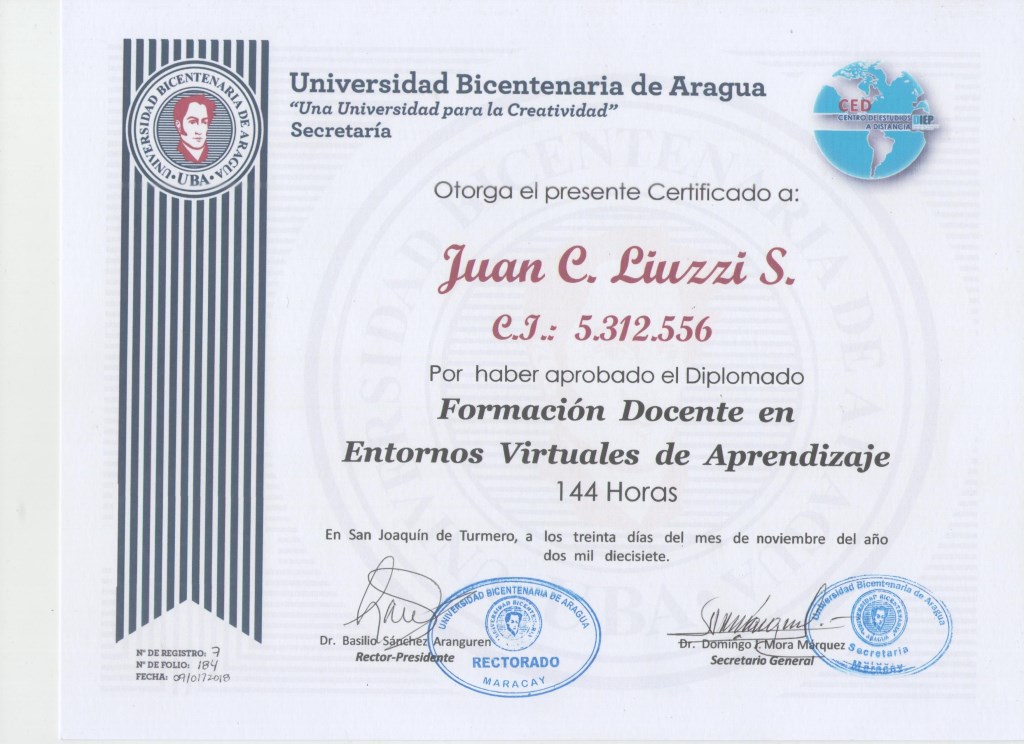 UNIVERSIDAD BICENTENARIA DE ARAGUA
· UBA ·
Universidad Bicentenaria de Aragua
“Una Universidad para la Creatividad”
Secretaría
CED
CENTRO DE ESTUDIOS
A DISTANCIA
DIEP
Otorga el presente Certificado a:
Juan C. Liuzzi S.
C.I.: 5.312.556
Por haber aprobado el Diplomado
Formación Docente en
Entornos Virtuales de Aprendizaje
144 Horas
En San Joaquín de Turmero, a los treinta días del mes de noviembre del año
dos mil diecisiete.
Dr. Basilio Sánchez Aranguren
Rector-Presidente
UNIVERSIDAD BICENTENARIA DE ARAGUA
RECTORADO
MARACAY
Dr. Domingo J. Mora Márquez
Secretario General
Universidad Bicentenaria de Aragua
Secretaria
Maracay
N° DE REGISTRO: 7
N° DE FOLIO: 184
FECHA: 09/01/2018